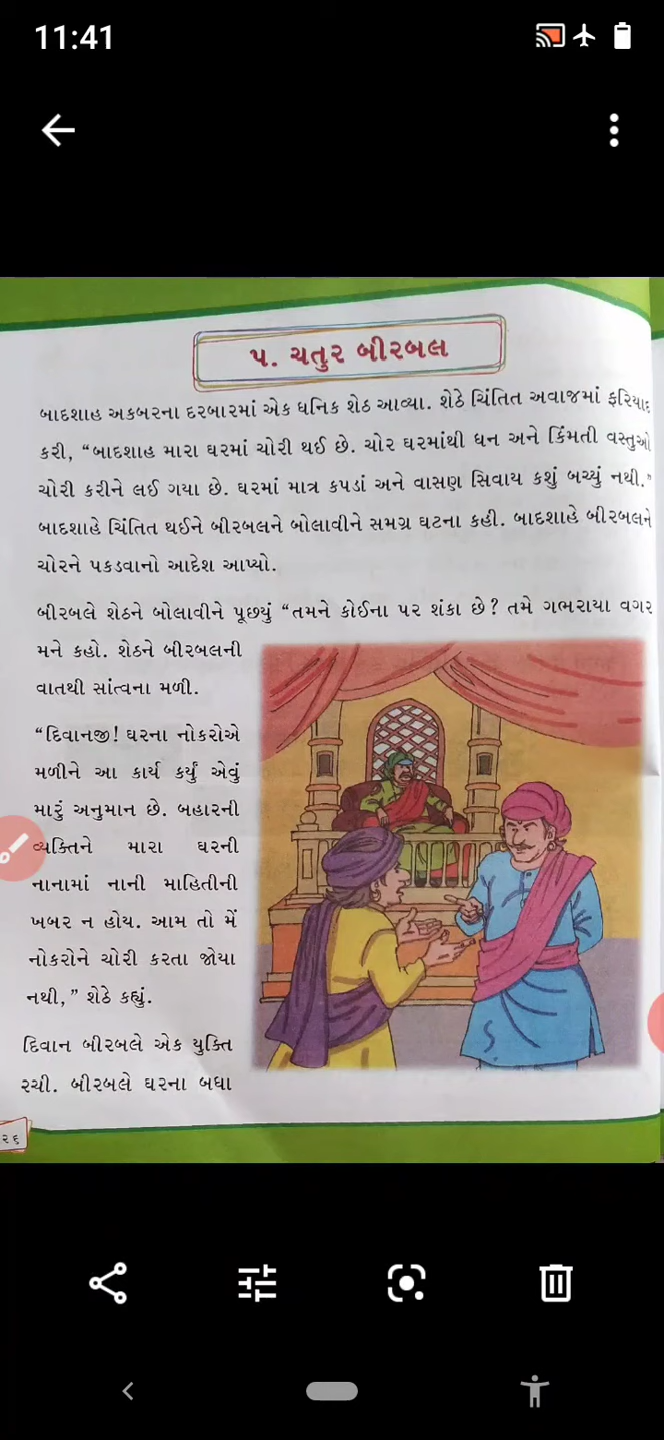 11:41
૫. ચતુર બીરબલ
બાદશાહ અકબરના દરબારમાં એક ધનિક શેઠ આવ્યા. શેઠે ચિંતિત અવાજમાં ફરિયાદ
કરી, “બાદશાહ મારા ઘરમાં ચોરી થઈ છે. ચોર ઘરમાંથી ધન અને કિંમતી વસ્તુઓ
ચોરી કરીને લઈ ગયા છે. ઘરમાં માત્ર કપડાં અને વાસણ સિવાય કશું બચ્યું નથી.”
બાદશાહે ચિંતિત થઈને બીરબલને બોલાવીને સમગ્ર ઘટના કહી. બાદશાહે બીરબલને
ચોરને પકડવાનો આદેશ આપ્યો.
બીરબલે શેઠને બોલાવીને પૂછ્યું “તમને કોઈના પર શંકા છે? તમે ગભરાયા વગર
મને કહો. શેઠને બીરબલની
વાતથી સાંત્વના મળી.
“દિવાનજી! ઘરના નોકરોએ
મળીને આ કાર્ય કર્યું એવું
મારું અનુમાન છે. બહારની
વ્યક્તિને મારા ઘરની
નાનામાં નાની માહિતીની
ખબર ન હોય. આમ તો મેં
નોકરોને ચોરી કરતા જોયા
નથી,” શેઠે કહ્યું.
દિવાન બીરબલે એક યુક્તિ
રચી. બીરબલે ઘરના બધા
૨૬